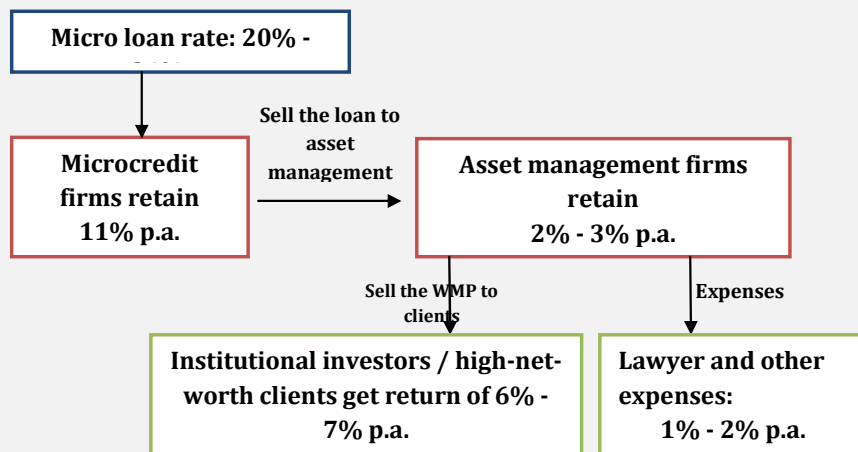 Micro loan rate: 20% -
Sell the loan to
asset
management
Microcredit
firms retain
11% p.a.
Asset management firms
retain
2% - 3% p.a.
Sell the WMP to
clients
Expenses
Institutional investors / high-net-
worth clients get return of 6% -
7% p.a.
Lawyer and other
expenses:
1% - 2% p.a.